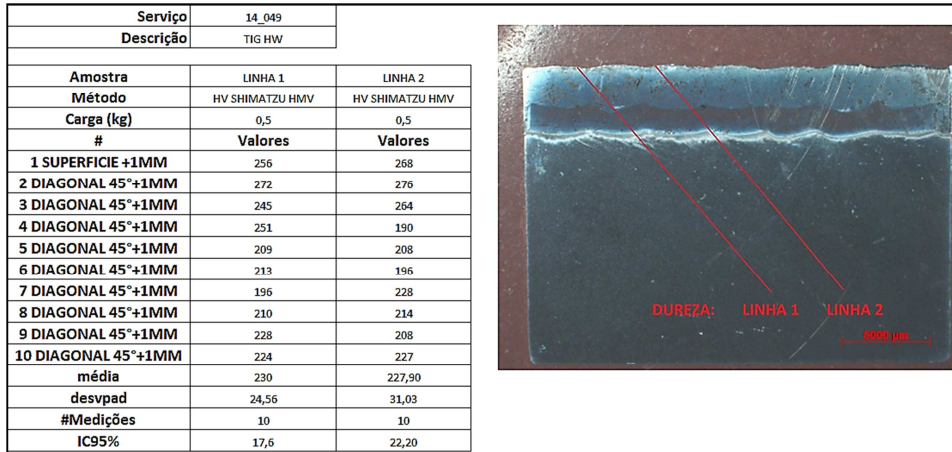 Serviço 14_049
Descrição TIG HW
Amostra LINHA 1 LINHA 2
Método HV SHIMATZU HMV HV SHIMATZU HMV
Carga (kg) 0,5 0,5
# Valores Valores
1 SUPERFICIE +1MM 256 268
2 DIAGONAL 45°+1MM 272 276
3 DIAGONAL 45°+1MM 245 264
4 DIAGONAL 45°+1MM 251 190
5 DIAGONAL 45°+1MM 209 208
6 DIAGONAL 45°+1MM 213 196
7 DIAGONAL 45°+1MM 196 228
8 DIAGONAL 45°+1MM 210 214
9 DIAGONAL 45°+1MM 228 208
10 DIAGONAL 45°+1MM 224 227
média 230 227,90
desvpad 24,56 31,03
#Medições 10 10
IC95% 17,6 22,20
DUREZA: LINHA 1 LINHA 2
5000 µm